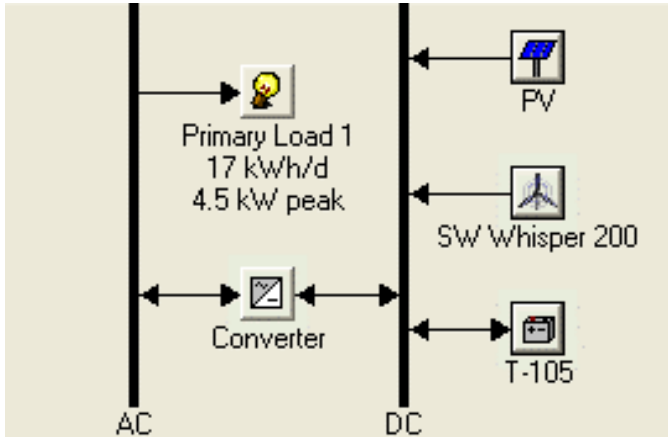 PV
Primary Load 1
17 kWh/d
4.5 kW peak
SW Whisper 200
Converter
T-105
AC
DC